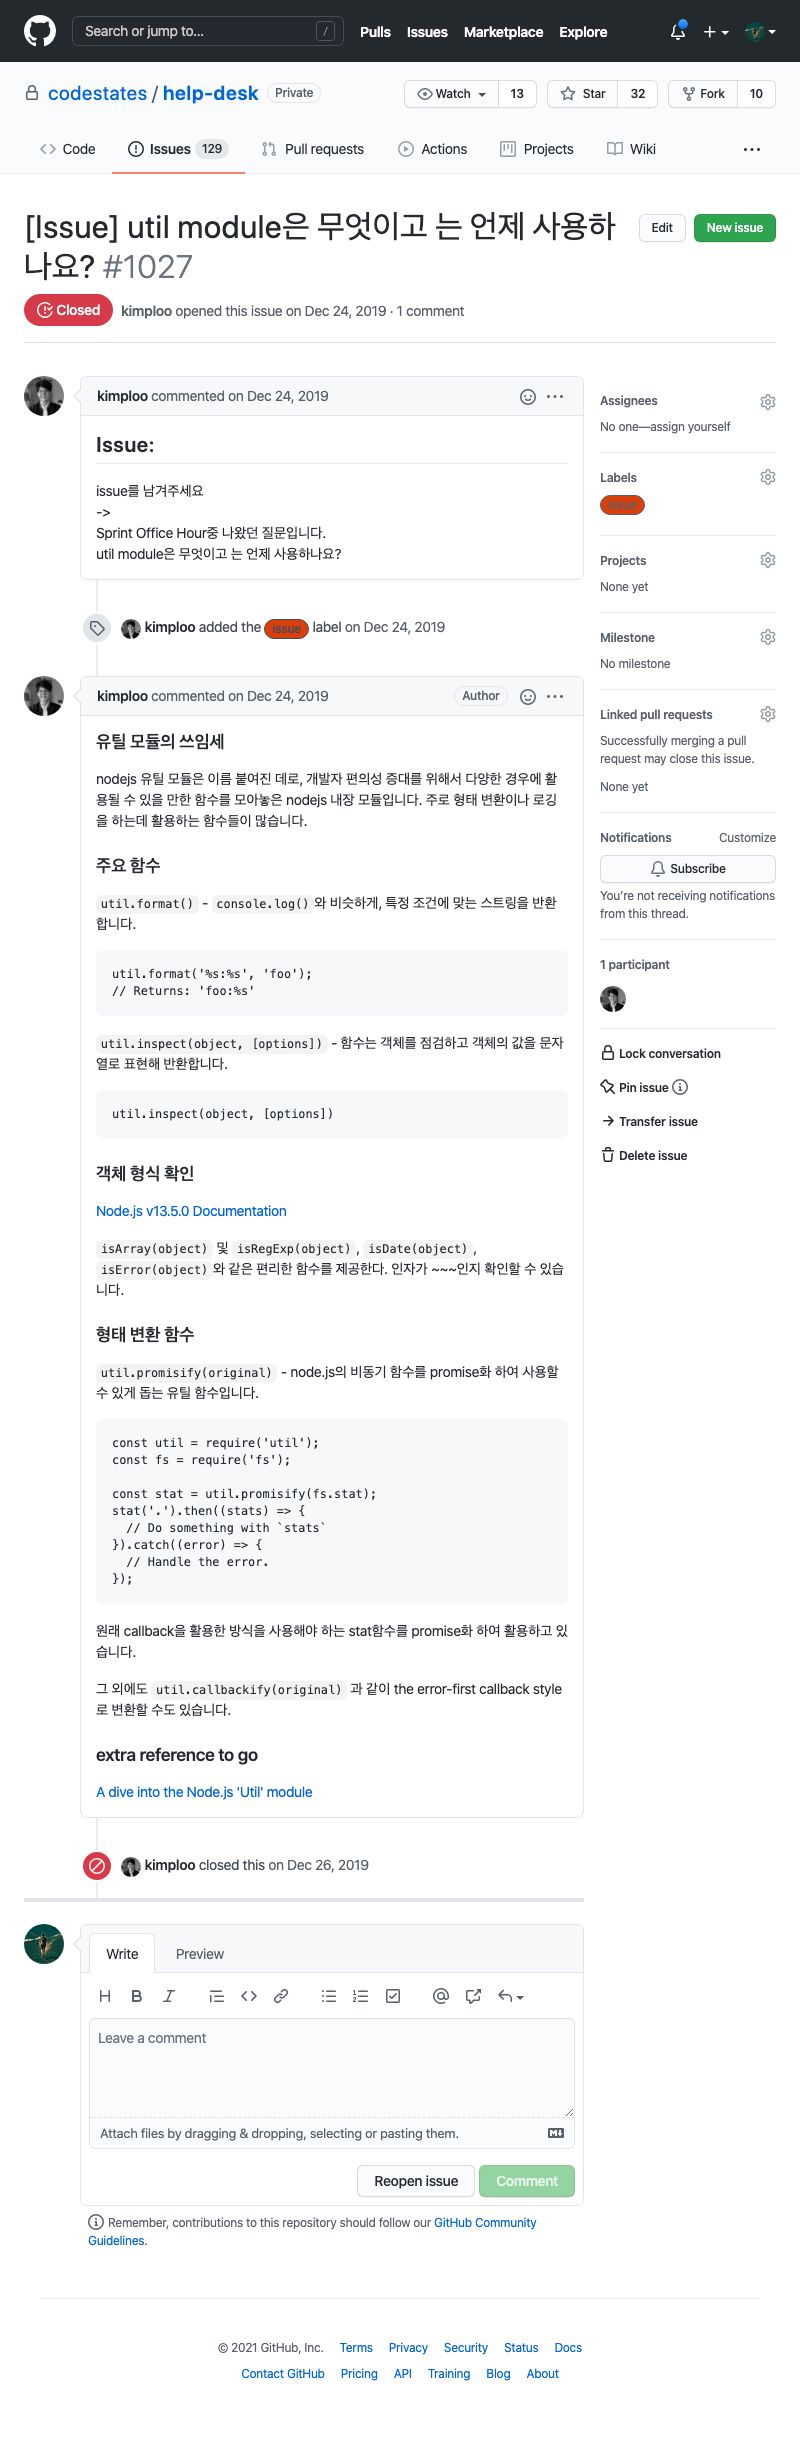 Search or jump to... /
Pulls Issues Marketplace Explore
codestates / help-desk Private
Watch 13 Star 32 Fork 10
Code Issues 129 Pull requests Actions Projects Wiki ...
[Issue] util module은 무엇이고 는 언제 사용하
나요? #1027
Edit New issue
Closed kimploo opened this issue on Dec 24, 2019 · 1 comment
kimploo commented on Dec 24, 2019
Issue:
issue를 남겨주세요
->
Sprint Office Hour중 나왔던 질문입니다.
util module은 무엇이고 는 언제 사용하나요?
kimploo added the issue label on Dec 24, 2019
kimploo commented on Dec 24, 2019 Author
유틸 모듈의 쓰임세
nodejs 유틸 모듈은 이름 붙여진 데로, 개발자 편의성 증대를 위해서 다양한 경우에 활
용될 수 있을 만한 함수를 모아놓은 nodejs 내장 모듈입니다. 주로 형태 변환이나 로깅
을 하는데 활용하는 함수들이 많습니다.
주요 함수
util.format() - console.log() 와 비슷하게, 특정 조건에 맞는 스트링을 반환
합니다.
util.format('%s:%s', 'foo');
// Returns: 'foo:%s'
util.inspect(object, [options]) - 함수는 객체를 점검하고 객체의 값을 문자
열로 표현해 반환합니다.
util.inspect(object, [options])
객체 형식 확인
Node.js v13.5.0 Documentation
isArray(object) 및 isRegExp(object) , isDate(object) ,
isError(object) 와 같은 편리한 함수를 제공한다. 인자가 ~~~인지 확인할 수 있습
니다.
형태 변환 함수
util.promisify(original) - node.js의 비동기 함수를 promise화 하여 사용할
수 있게 돕는 유틸 함수입니다.
const util = require('util');
const fs = require('fs');
const stat = util.promisify(fs.stat);
stat('.').then((stats) => {
// Do something with `stats`
}).catch((error) => {
// Handle the error.
});
원래 callback을 활용한 방식을 사용해야 하는 stat함수를 promise화 하여 활용하고 있
습니다.
그 외에도 util.callbackify(original) 과 같이 the error-first callback style
로 변환할 수도 있습니다.
extra reference to go
A dive into the Node.js 'Util' module
kimploo closed this on Dec 26, 2019
Assignees
No one—assign yourself
Labels
issue
Projects
None yet
Milestone
No milestone
Linked pull requests
Successfully merging a pull
request may close this issue.
None yet
Notifications Customize
Subscribe
You're not receiving notifications
from this thread.
1 participant
Lock conversation
Pin issue
Transfer issue
Delete issue
Write Preview
Leave a comment
Attach files by dragging & dropping, selecting or pasting them.
Reopen issue Comment
Remember, contributions to this repository should follow our GitHub Community
Guidelines.
© 2021 GitHub, Inc. Terms Privacy Security Status Docs
Contact GitHub Pricing API Training Blog About